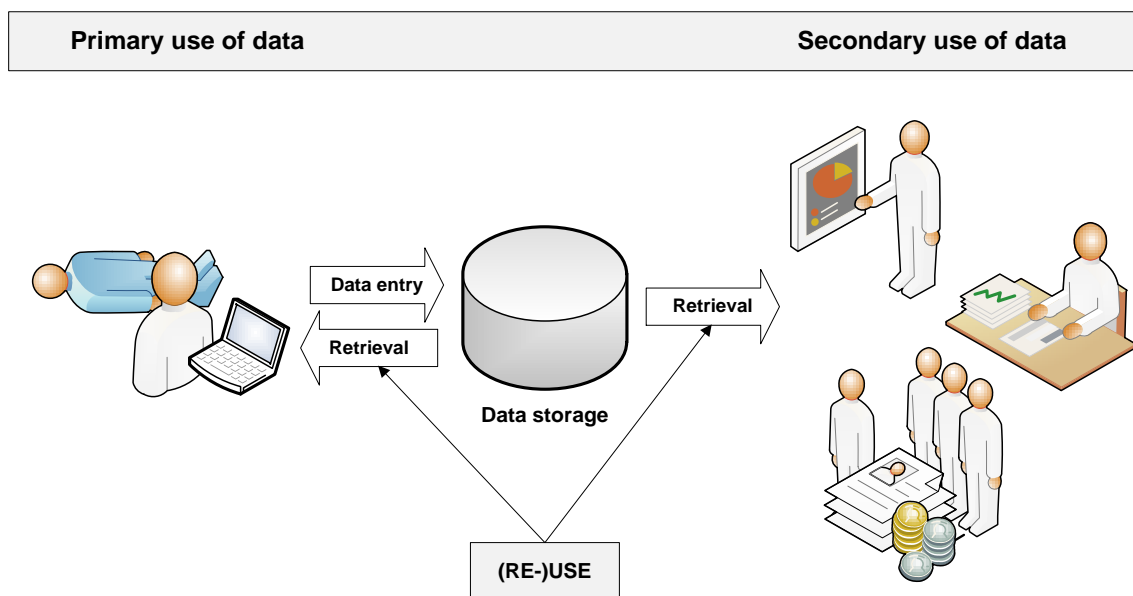 Primary use of data
Secondary use of data
Data entry
Retrieval
Retrieval
Data storage
(RE-)USE